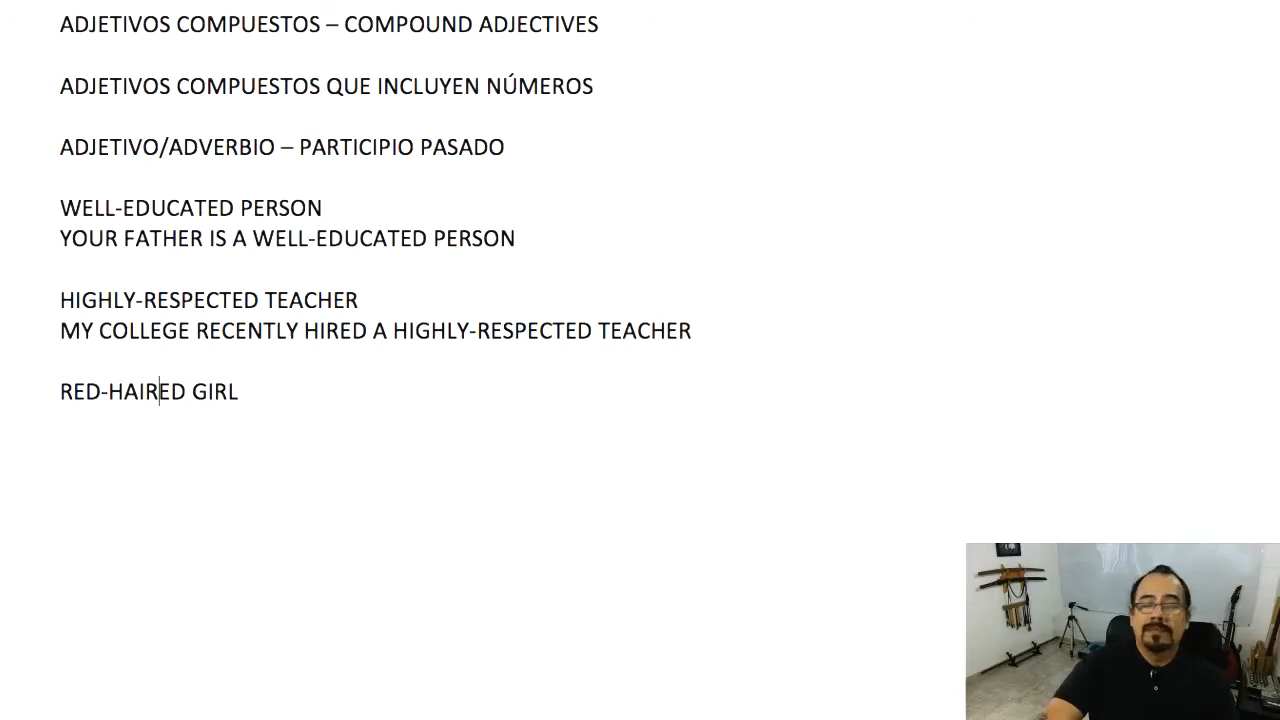 ADJETIVOS COMPUESTOS – COMPOUND ADJECTIVES
ADJETIVOS COMPUESTOS QUE INCLUYEN NÚMEROS
ADJETIVO/ADVERBIO – PARTICIPIO PASADO
WELL-EDUCATED PERSON
YOUR FATHER IS A WELL-EDUCATED PERSON
HIGHLY-RESPECTED TEACHER
MY COLLEGE RECENTLY HIRED A HIGHLY-RESPECTED TEACHER
RED-HAIRED GIRL